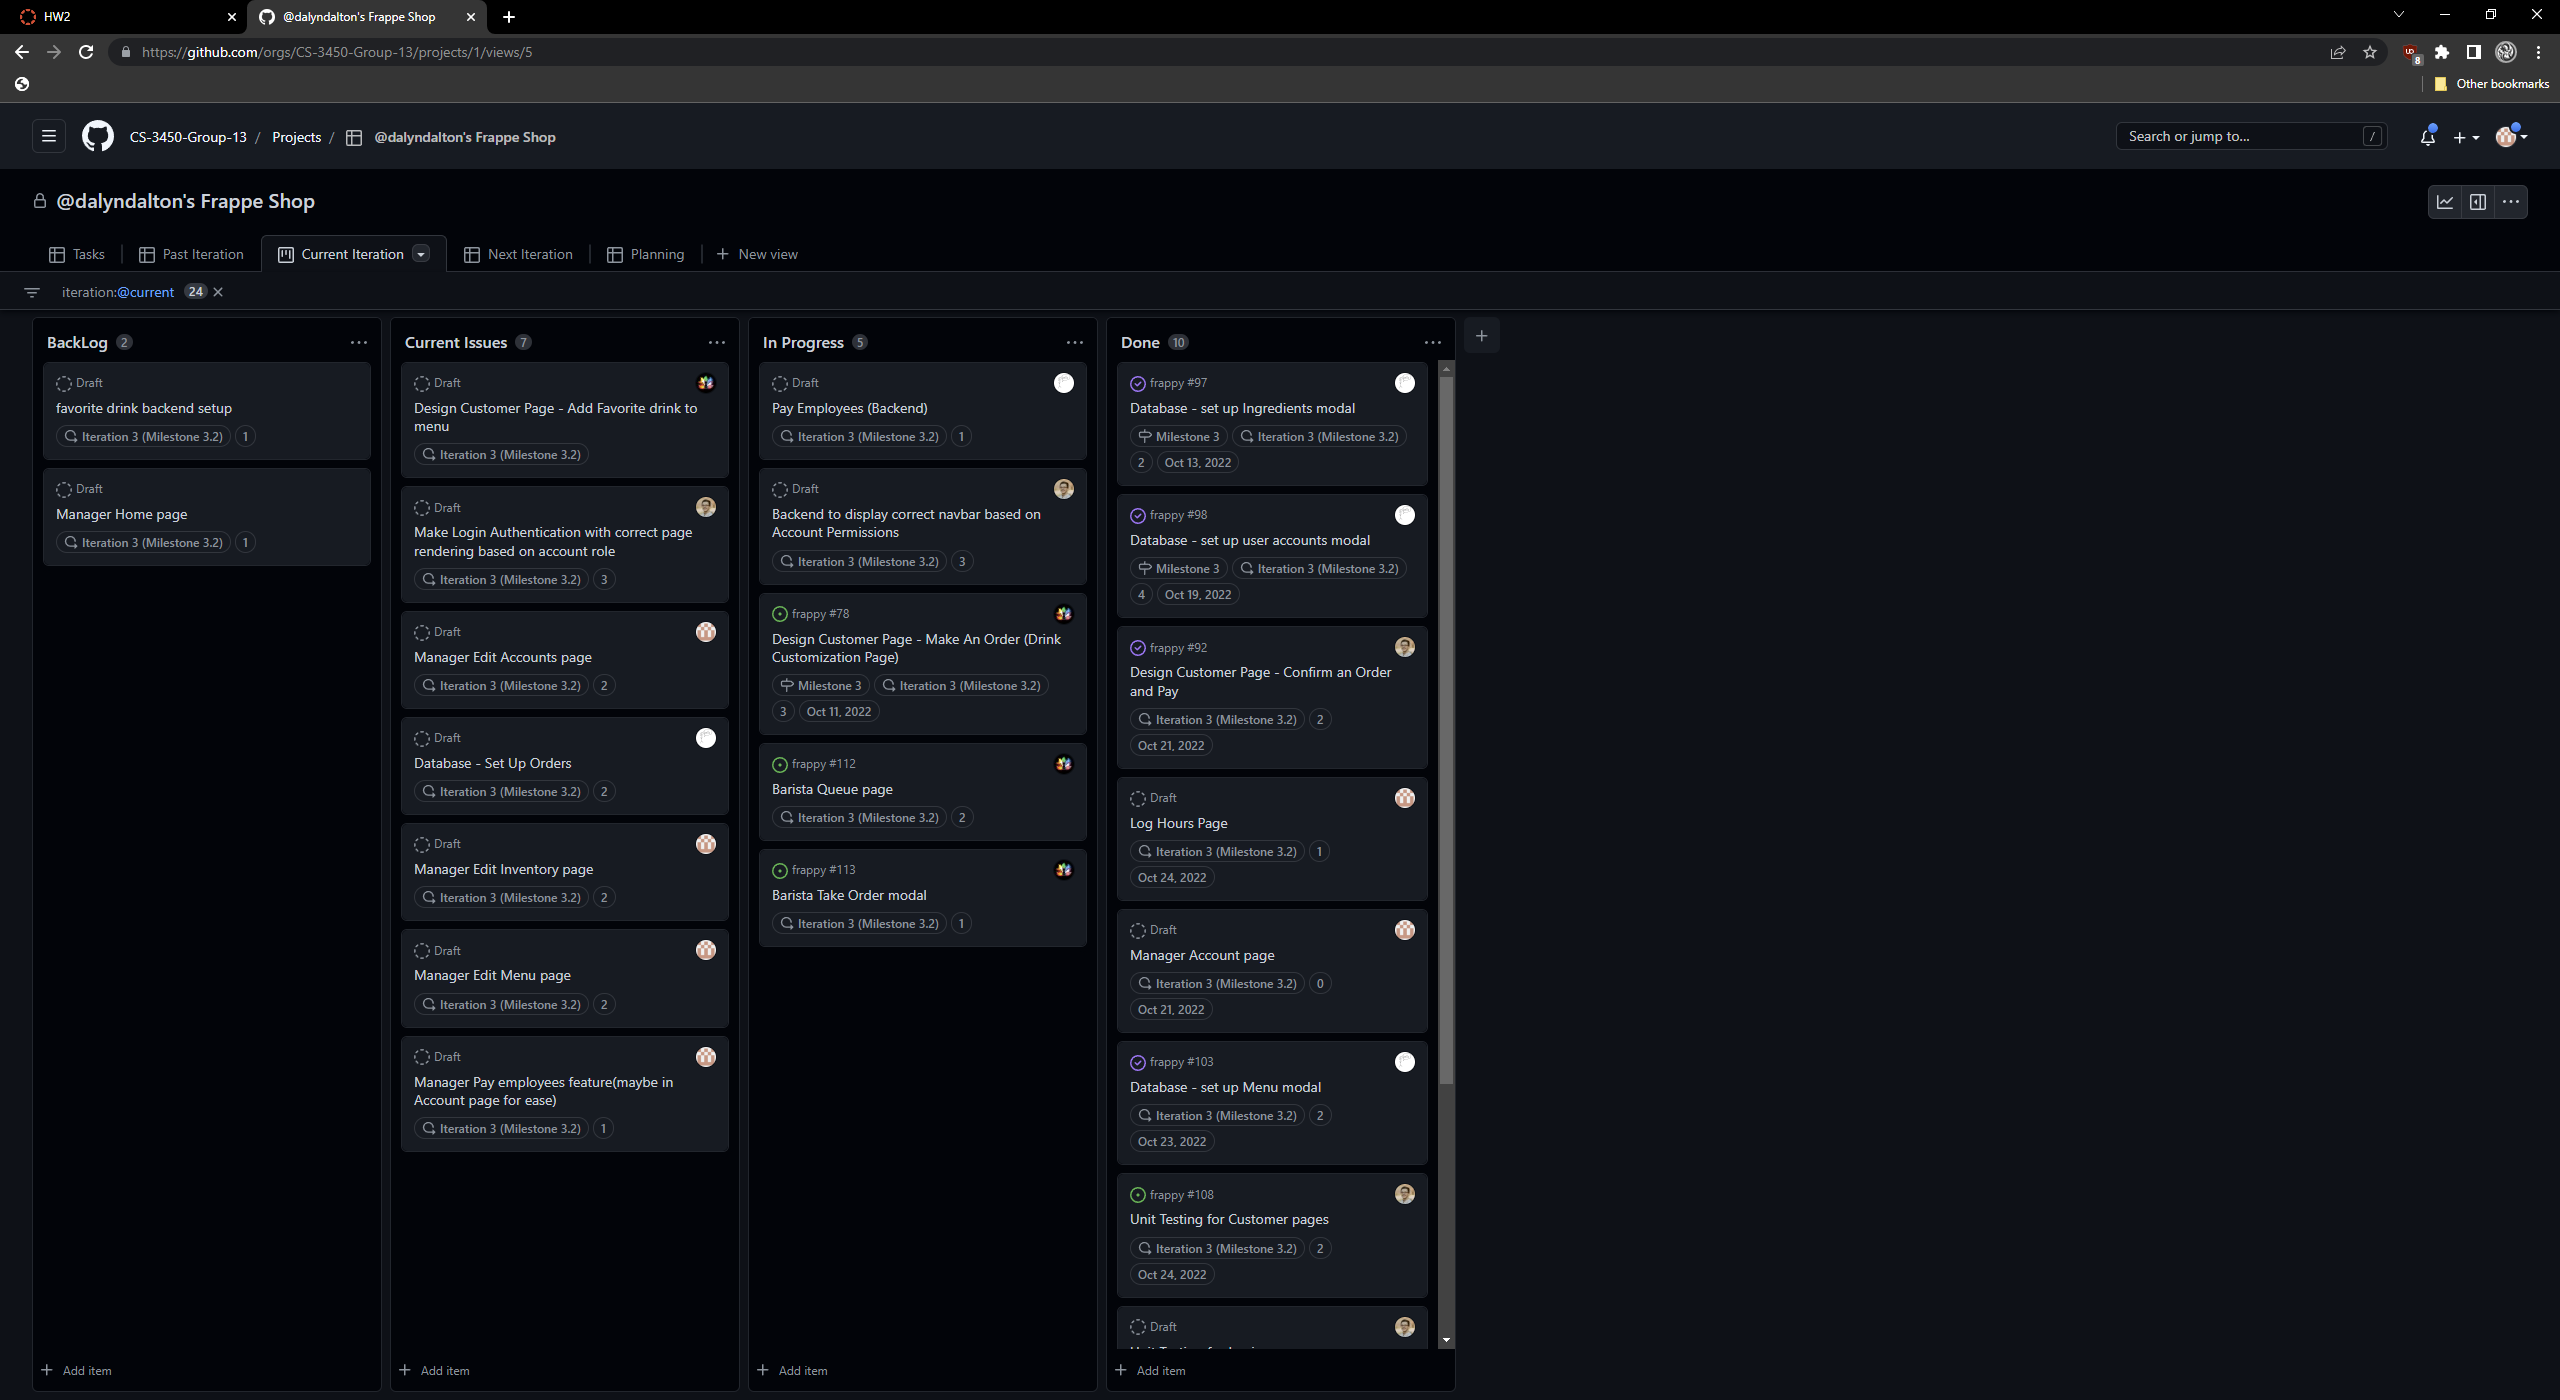 HW2
@dalyndalton's Frappe Shop
https://github.com/orgs/CS-3450-Group-13/projects/1/views/5
8
Other bookmarks
CS-3450-Group-13 / Projects / @dalyndalton's Frappe Shop
Search or jump to... /
@dalyndalton's Frappe Shop
Tasks
Past Iteration
Current Iteration
Next Iteration
Planning
New view
iteration:@current 24
BackLog 2
Draft
favorite drink backend setup
Iteration 3 (Milestone 3.2) 1
Draft
Manager Home page
Iteration 3 (Milestone 3.2) 1
Add item
Current Issues 7
Draft
Design Customer Page - Add Favorite drink to
menu
Iteration 3 (Milestone 3.2)
Draft
Make Login Authentication with correct page
rendering based on account role
Iteration 3 (Milestone 3.2) 3
Draft
Manager Edit Accounts page
Iteration 3 (Milestone 3.2) 2
Draft
Database - Set Up Orders
Iteration 3 (Milestone 3.2) 2
Draft
Manager Edit Inventory page
Iteration 3 (Milestone 3.2) 2
Draft
Manager Edit Menu page
Iteration 3 (Milestone 3.2) 2
Draft
Manager Pay employees feature(maybe in
Account page for ease)
Iteration 3 (Milestone 3.2) 1
Add item
In Progress 5
Draft
Pay Employees (Backend)
Iteration 3 (Milestone 3.2) 1
Draft
Backend to display correct navbar based on
Account Permissions
Iteration 3 (Milestone 3.2) 3
frappy #78
Design Customer Page - Make An Order (Drink
Customization Page)
Milestone 3 Iteration 3 (Milestone 3.2)
3 Oct 11, 2022
frappy #112
Barista Queue page
Iteration 3 (Milestone 3.2) 2
frappy #113
Barista Take Order modal
Iteration 3 (Milestone 3.2) 1
Add item
Done 10
frappy #97
Database - set up Ingredients modal
Milestone 3 Iteration 3 (Milestone 3.2)
2 Oct 13, 2022
frappy #98
Database - set up user accounts modal
Milestone 3 Iteration 3 (Milestone 3.2)
4 Oct 19, 2022
frappy #92
Design Customer Page - Confirm an Order
and Pay
Iteration 3 (Milestone 3.2) 2
Oct 21, 2022
Draft
Log Hours Page
Iteration 3 (Milestone 3.2) 1
Oct 24, 2022
Draft
Manager Account page
Iteration 3 (Milestone 3.2) 0
Oct 21, 2022
frappy #103
Database - set up Menu modal
Iteration 3 (Milestone 3.2) 2
Oct 23, 2022
frappy #108
Unit Testing for Customer pages
Iteration 3 (Milestone 3.2) 2
Oct 24, 2022
Draft
Add item